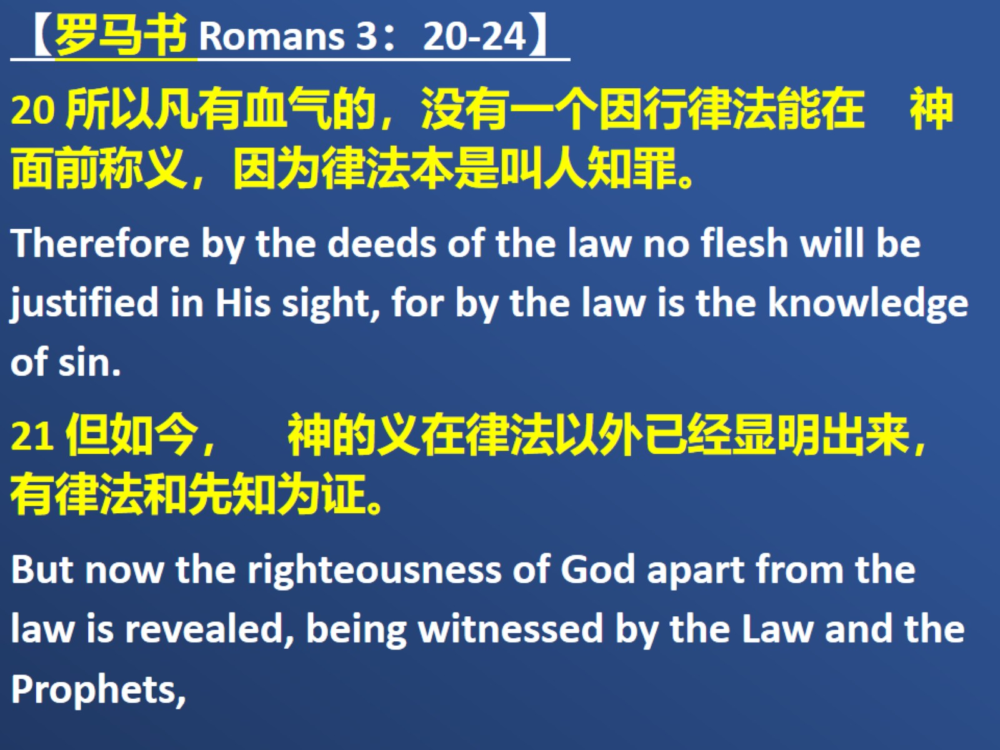 【罗马书 Romans 3：20-24】
20 所以凡有血气的，没有一个因行律法能在　神
面前称义，因为律法本是叫人知罪。
Therefore by the deeds of the law no flesh will be
justified in His sight, for by the law is the knowledge
of sin.
21 但如今，　神的义在律法以外已经显明出来，
有律法和先知为证。
But now the righteousness of God apart from the
law is revealed, being witnessed by the Law and the
Prophets,